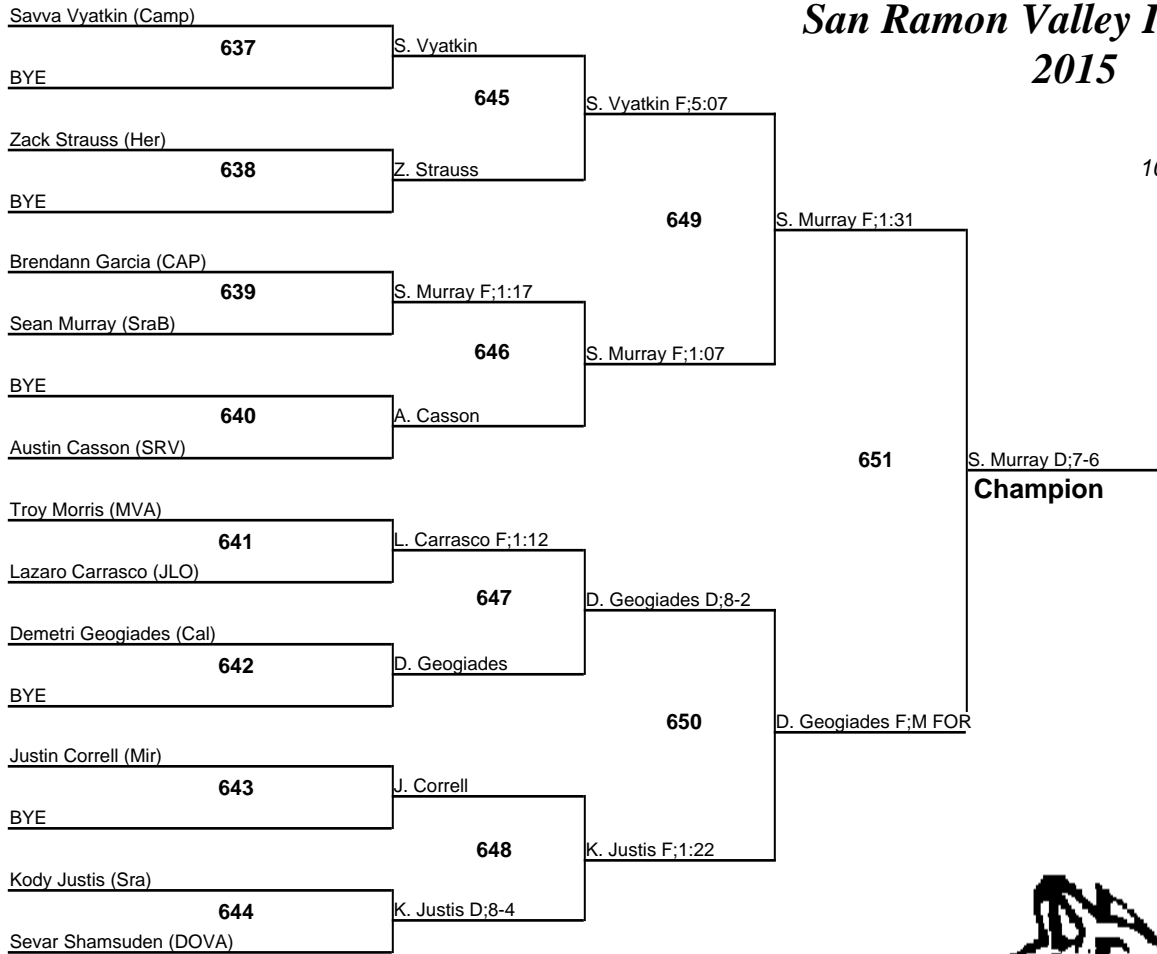 San Ramon Valley
2015
Savva Vyatkin (Camp)
637
BYE
S. Vyatkin
645
Zack Strauss (Her)
638
BYE
Z. Strauss
S. Vyatkin F;5:07
649
Brendann Garcia (CAP)
639
Sean Murray (SraB)
S. Murray F;1:17
646
BYE
640
Austin Casson (SRV)
A. Casson
S. Murray F;1:07
S. Murray F;1:31
651
Troy Morris (MVA)
641
Lazaro Carrasco (JLO)
L. Carrasco F;1:12
647
Demetri Geogiades (Cal)
642
BYE
D. Geogiades
D. Geogiades D;8-2
650
Justin Correll (Mir)
643
BYE
J. Correll
648
Kody Justis (Sra)
644
Sevar Shamsuden (DOVA)
K. Justis D;8-4
K. Justis F;1:22
D. Geogiades F;M FOR
S. Murray D;7-6
Champion